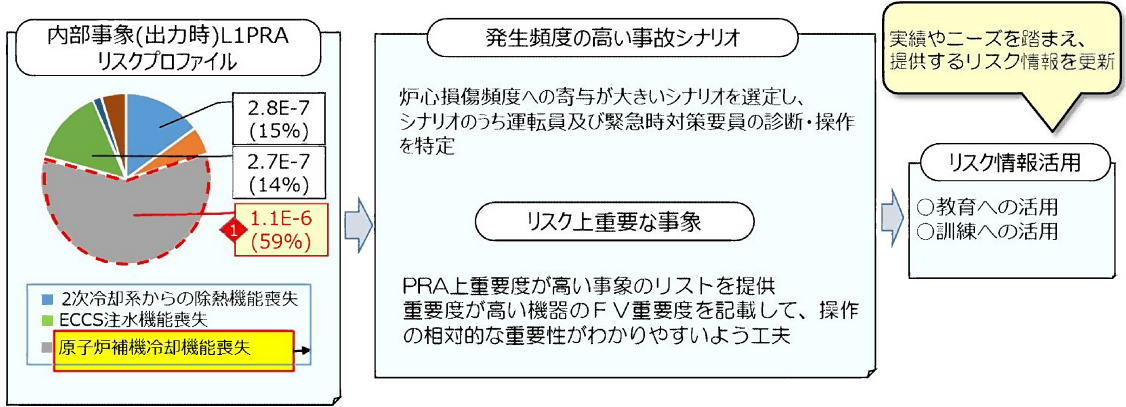 内部事象(出力時)L1PRA
リスクプロファイル
2.8E-7
(15%)
2.7E-7
(14%)
1
1.1E-6
(59%)
2次冷却系からの除熱機能喪失
ECCS注水機能喪失
原子炉補機冷却機能喪失
発生頻度の高い事故シナリオ
炉心損傷頻度への寄与が大きいシナリオを選定し、
シナリオのうち運転員及び緊急時対策要員の診断・操作
を特定
リスク上重要な事象
PRA上重要度が高い事象のリストを提供
重要度が高い機器のFV重要度を記載して、操作
の相対的な重要性がわかりやすいよう工夫
実績やニーズを踏まえ、
提供するリスク情報を更新
リスク情報活用
○教育への活用
○訓練への活用